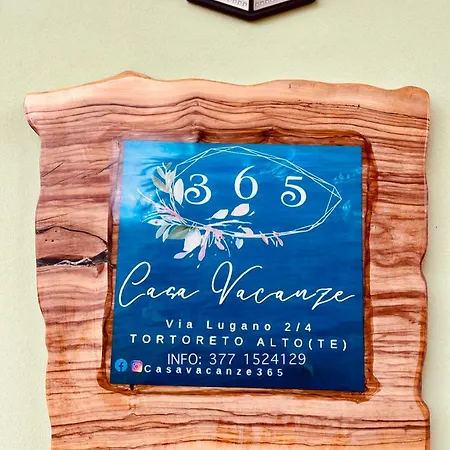 365
Casa Vacanze
Via Lugano 2/4
TORTORETO ALTO(TE)
INFO: 377 1524129
Casavacanze365